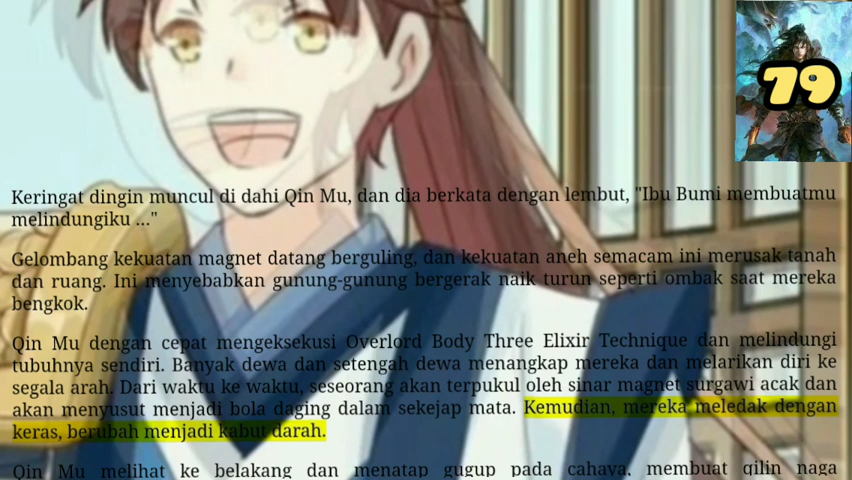 79
Keringat dingin muncul di dahi Qin Mu, dan dia berkata dengan lembut, "Ibu Bumi membuatmu
melindungiku ..."
Gelombang kekuatan magnet datang berguling, dan kekuatan aneh semacam ini merusak tanah
dan ruang. Ini menyebabkan gunung-gunung bergerak naik turun seperti ombak saat mereka
bengkok.
Qin Mu dengan cepat mengeksekusi Overlord Body Three Elixir Technique dan melindungi
tubuhnya sendiri. Banyak dewa dan setengah dewa menangkap mereka dan melarikan diri ke
segala arah. Dari waktu ke waktu, seseorang akan terpukul oleh sinar magnet surgawi acak dan
akan menyusut menjadi bola daging dalam sekejap mata. Kemudian, mereka meledak dengan
keras, berubah menjadi kabut darah.
Qin Mu melihat ke belakang dan menatap gugup pada cahaya, membuat qilin naga